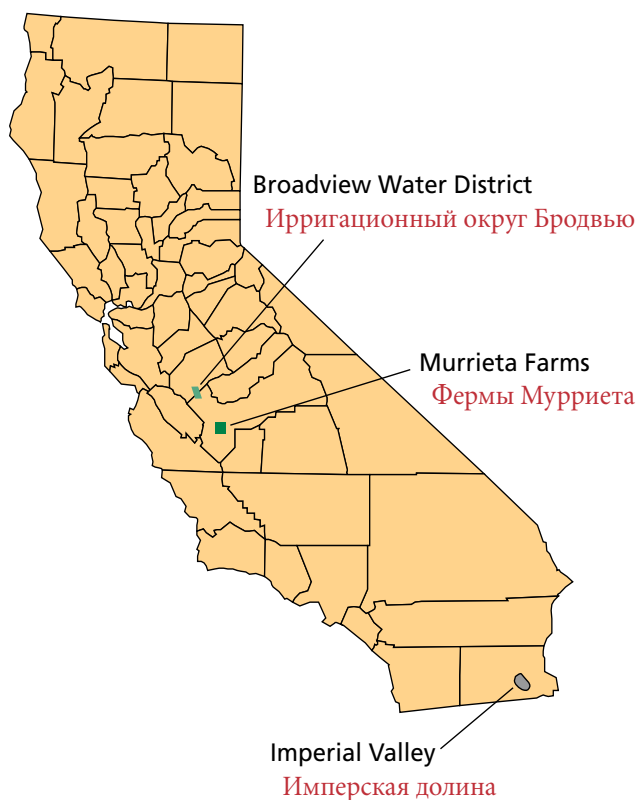 Broadview Water District
Ирригационный округ Бродвью
Murrieta Farms
Фермы Мурриета
Imperial Valley
Имперская долина